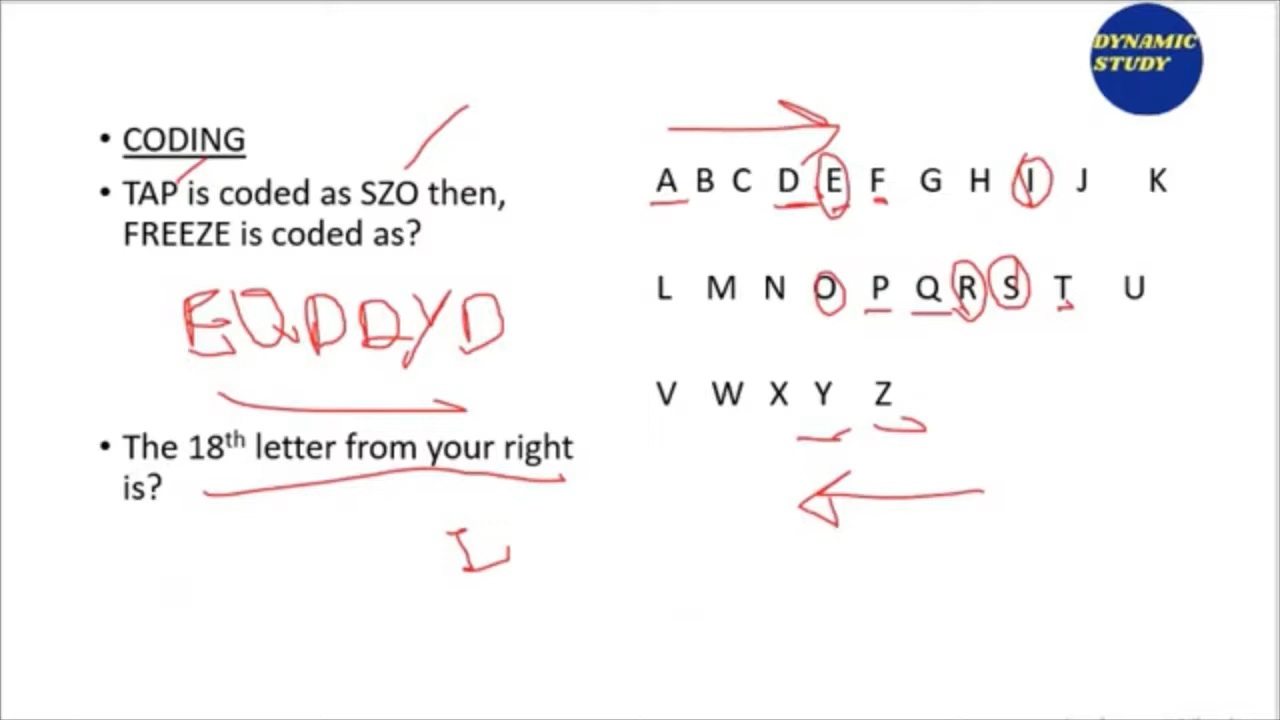 DYNAMIC
STUDY
• CODING
• TAP is coded as SZO then,
FREEZE is coded as?
EQDDYD
• The 18th letter from your right
is?
I
A B C D E F G H I J K
L M N O P Q R S T U
V W X Y Z